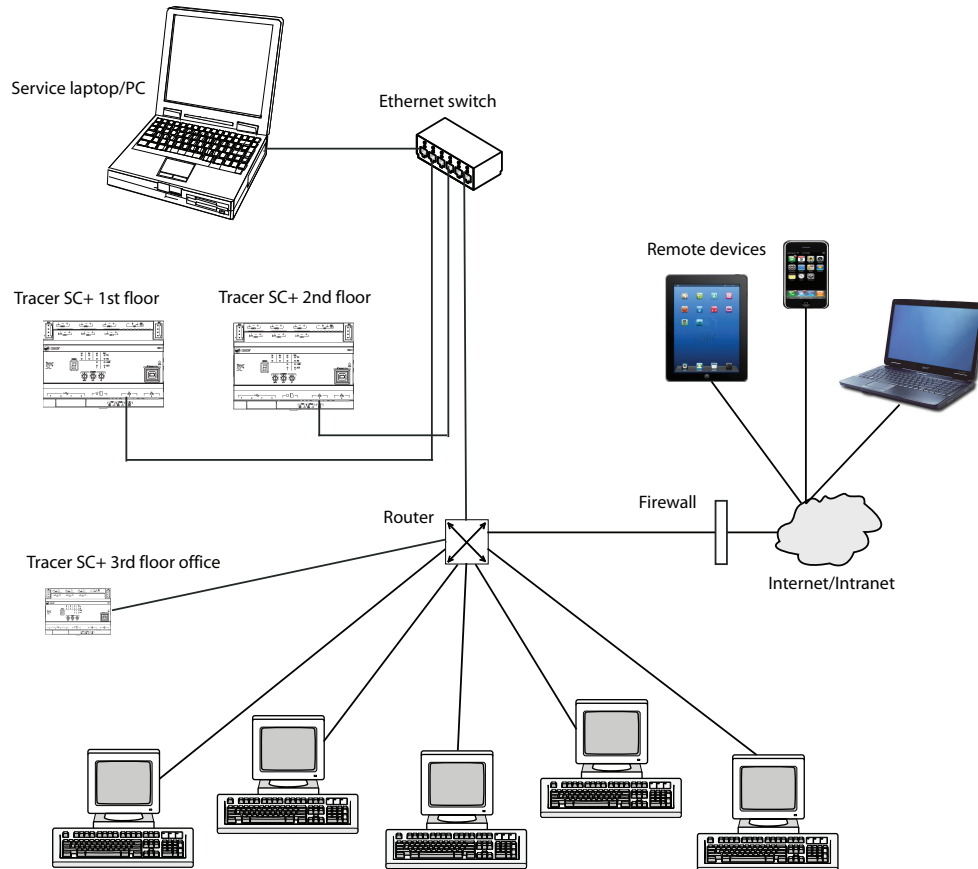 Service laptop/PC
Ethernet switch
Remote devices
Tracer SC+ 1st floor
Tracer SC+ 2nd floor
Firewall
Router
Tracer SC+ 3rd floor office
Internet/Intranet